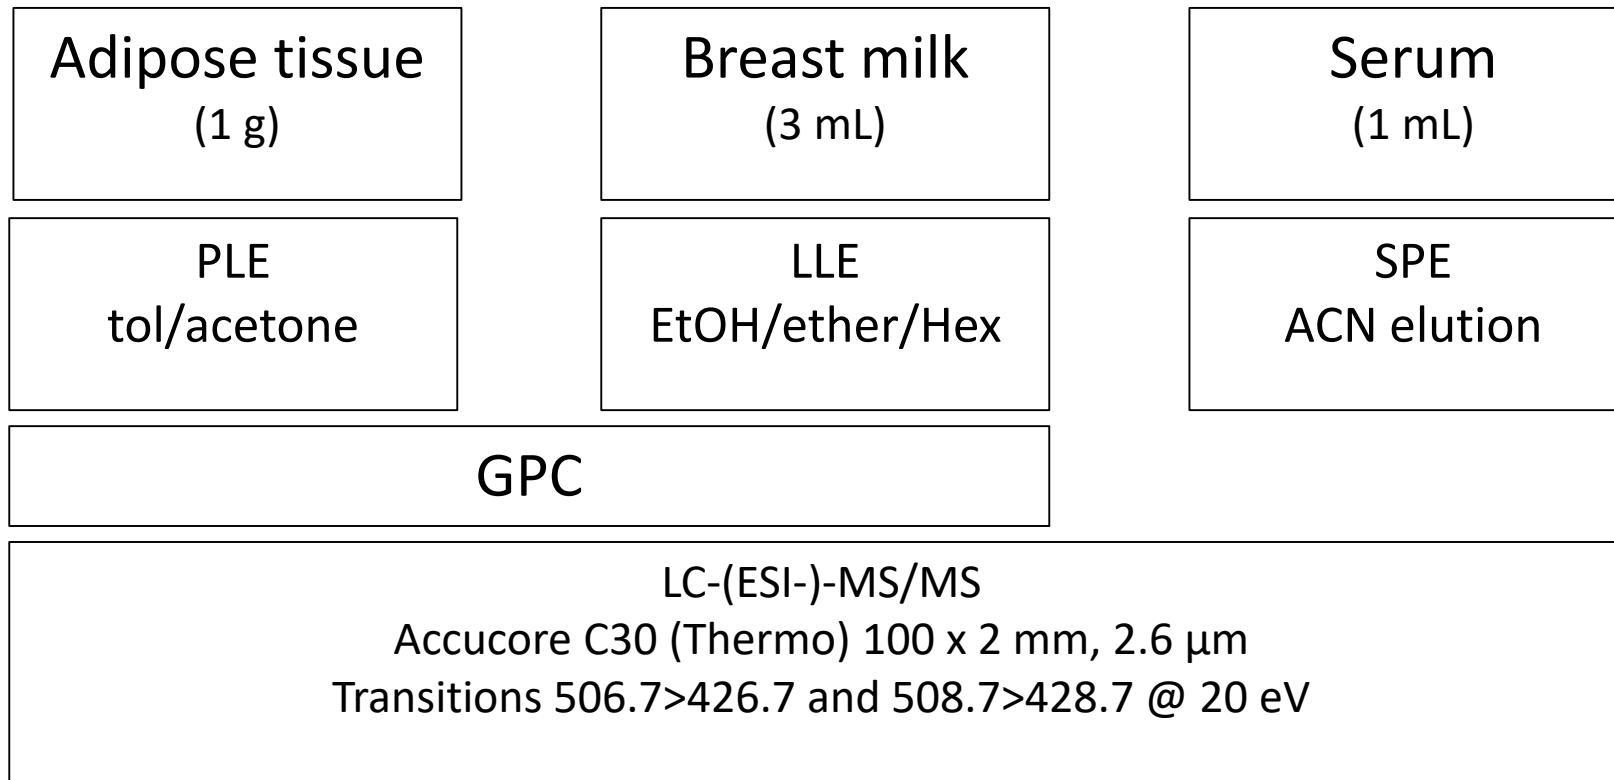 Adipose tissue
(1 g)
Breast milk
(3 mL)
Serum
(1 mL)
PLE
tol/acetone
LLE
EtOH/ether/Hex
SPE
ACN elution
GPC
LC-(ESI-)-MS/MS
Accucore C30 (Thermo) 100 x 2 mm, 2.6 µm
Transitions 506.7>426.7 and 508.7>428.7 @ 20 eV